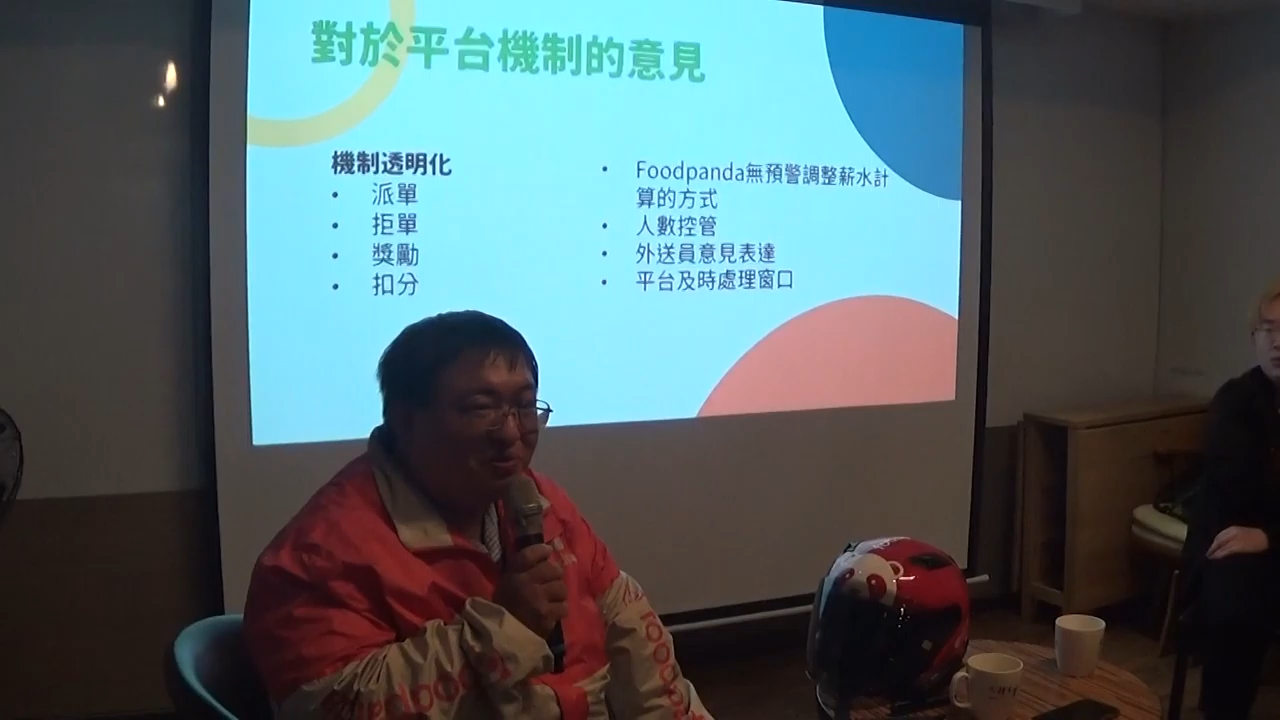 對於平台機制的意見
機制透明化
• 派單
• 拒單
• 獎勵
• 扣分
• Foodpanda無預警調整薪水計
算的方式
• 人數控管
• 外送員意見表達
• 平台及時處理窗口